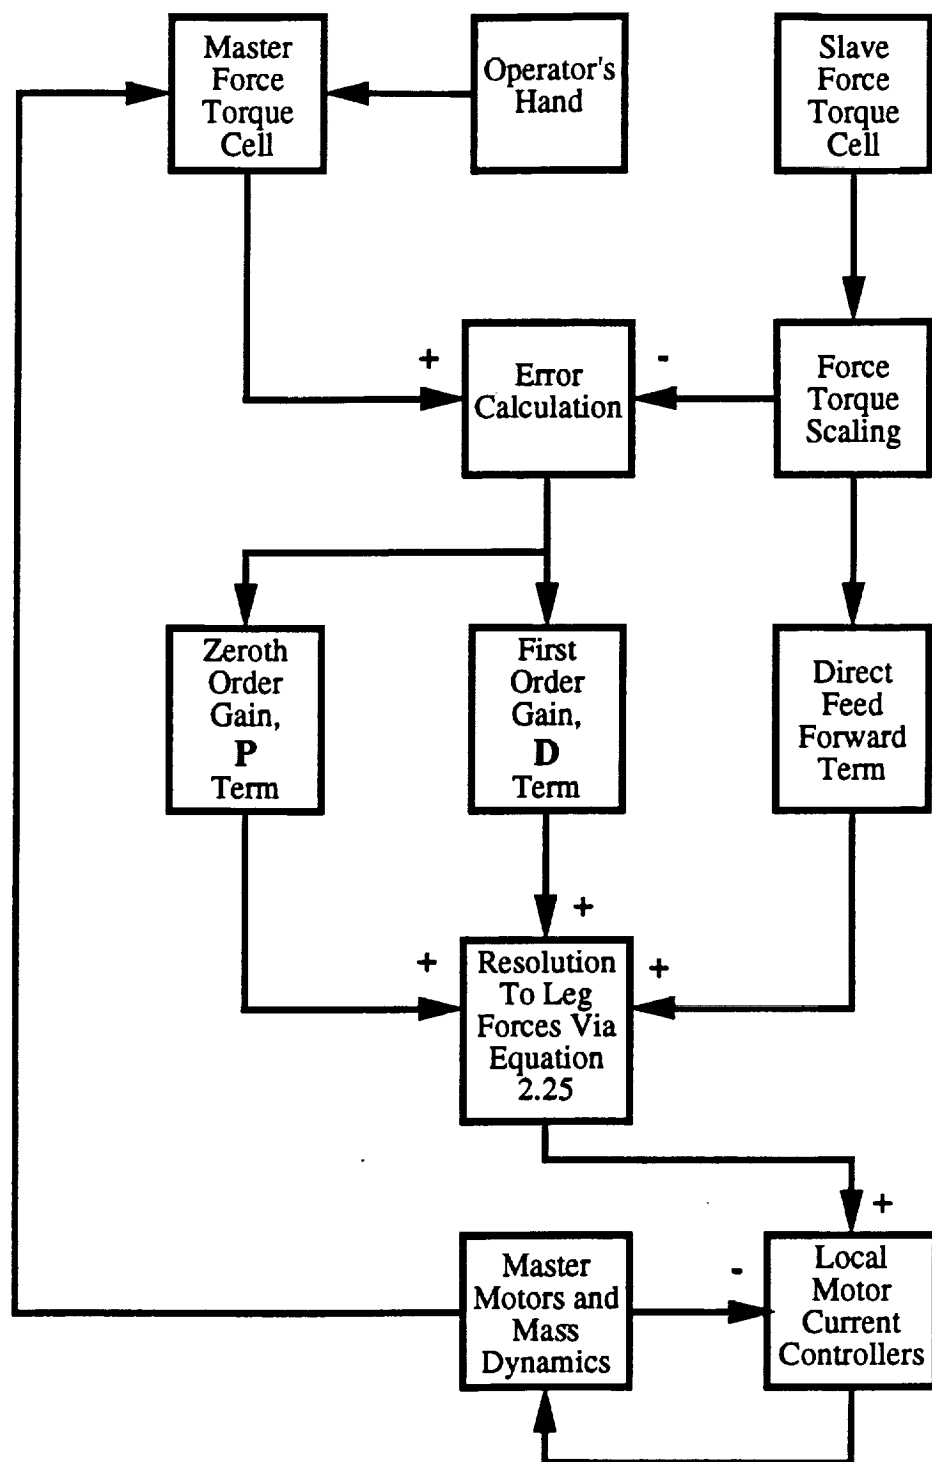 Master
Force
Torque
Cell
Operator's
Hand
Slave
Force
Torque
Cell
+
-
Error
Calculation
Force
Torque
Scaling
Zeroth
Order
Gain,
P
Term
First
Order
Gain,
D
Term
Direct
Feed
Forward
Term
+
+
+
Resolution
To Leg
Forces Via
Equation
2.25
+
-
Master
Motors and
Mass
Dynamics
Local
Motor
Current
Controllers